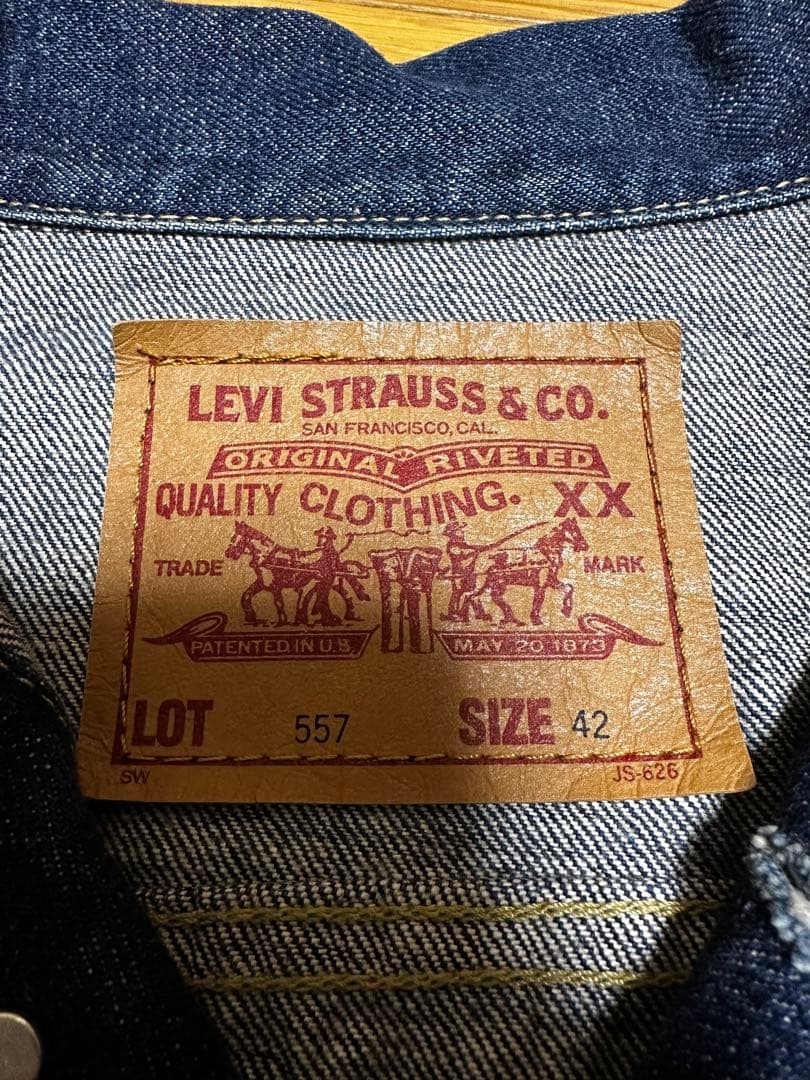 LEVI STRAUSS & CO.
SAN FRANCISCO, CAL.
ORIGINAL RIVETED
QUALITY CLOTHING. XX
TRADE MARK
PATENTED IN U.S. MAY 20 1873
LOT 557 SIZE 42
SW JS-626